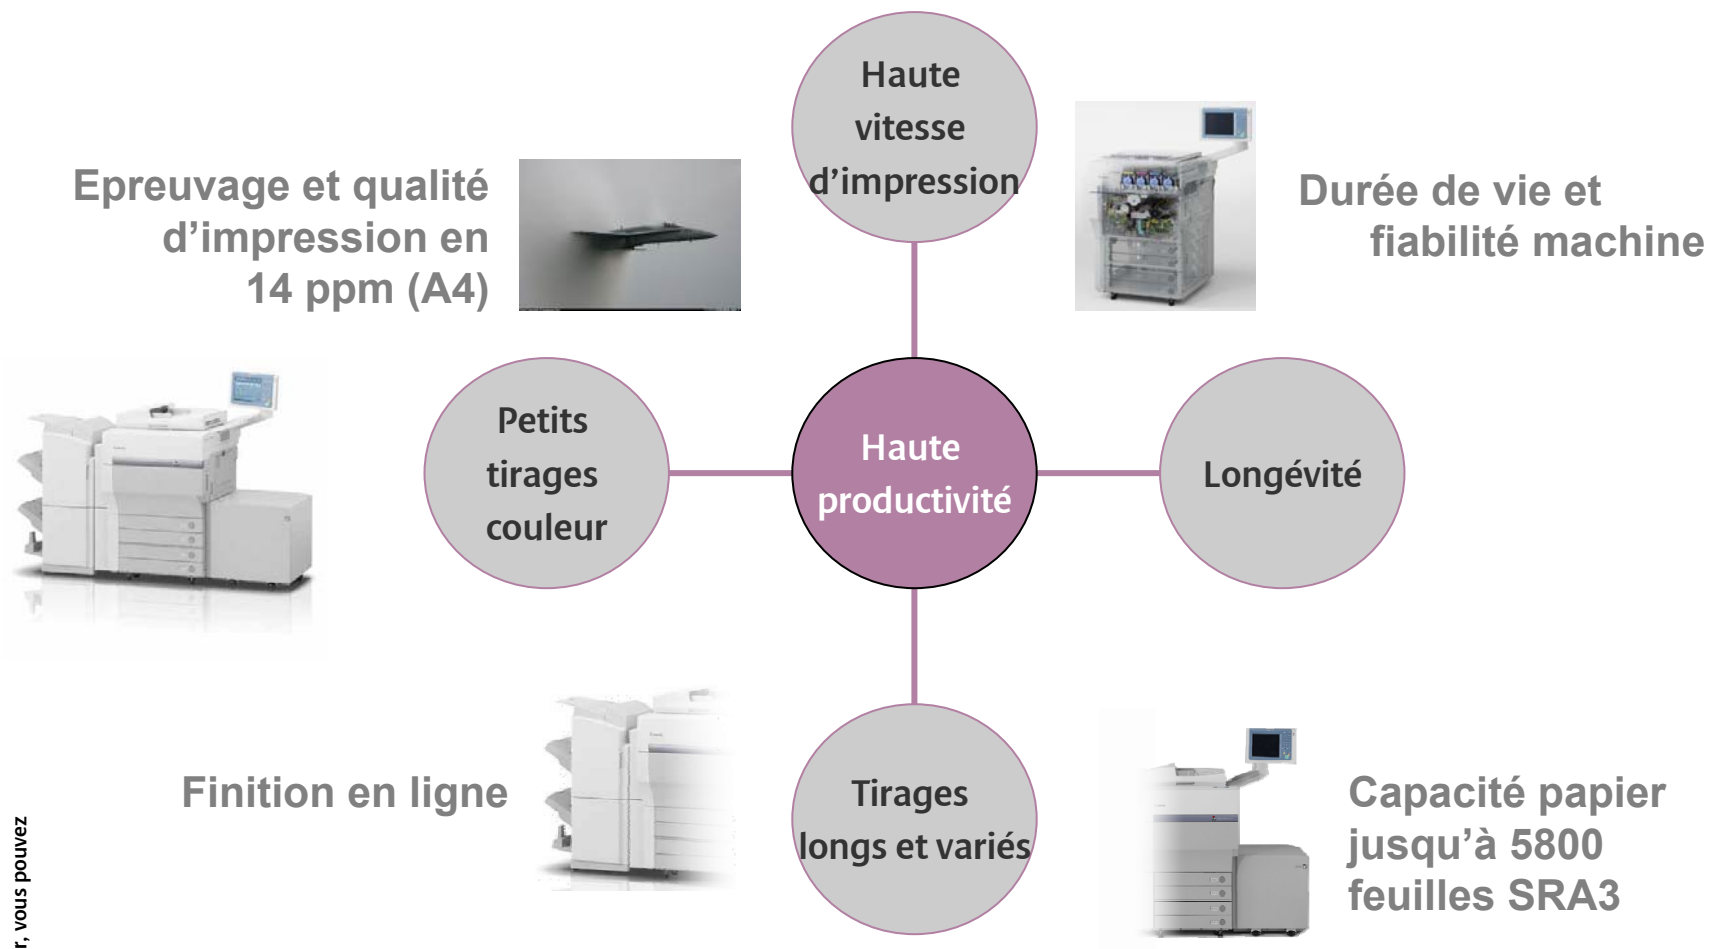 Haute
vitesse
d’impression
Epreuvage et qualité
d’impression en
14 ppm (A4)
Durée de vie et
fiabilité machine
Petits
tirages
couleur
Haute
productivité
Longévité
Finition en ligne
Tirages
longs et variés
Capacité papier
jusqu’à 5800
feuilles SRA3
r, vous pouvez